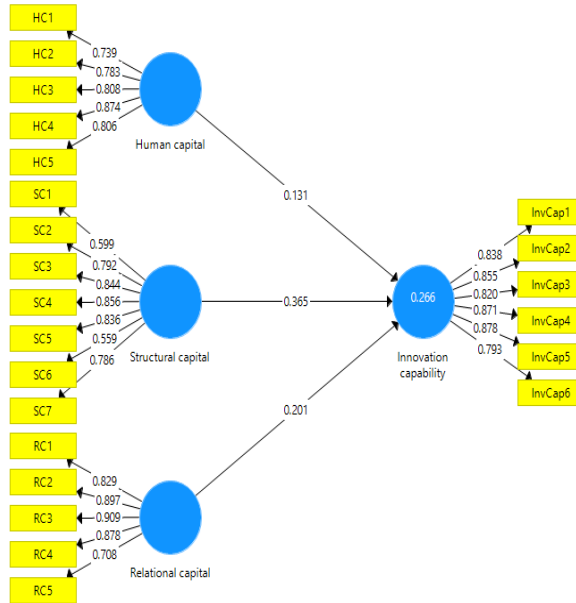 HC1
HC2
HC3
HC4
HC5
0.739
0.783
0.808
0.874
0.806
Human capital
0.131
SC1
SC2
SC3
SC4
SC5
SC6
SC7
0.599
0.792
0.844
0.856
0.836
0.559
0.786
Structural capital
0.365
RC1
RC2
RC3
RC4
RC5
0.829
0.897
0.909
0.878
0.708
Relational capital
0.201
0.266
Innovation
capability
0.838
0.855
0.820
0.871
0.878
0.793
InvCap1
InvCap2
InvCap3
InvCap4
InvCap5
InvCap6